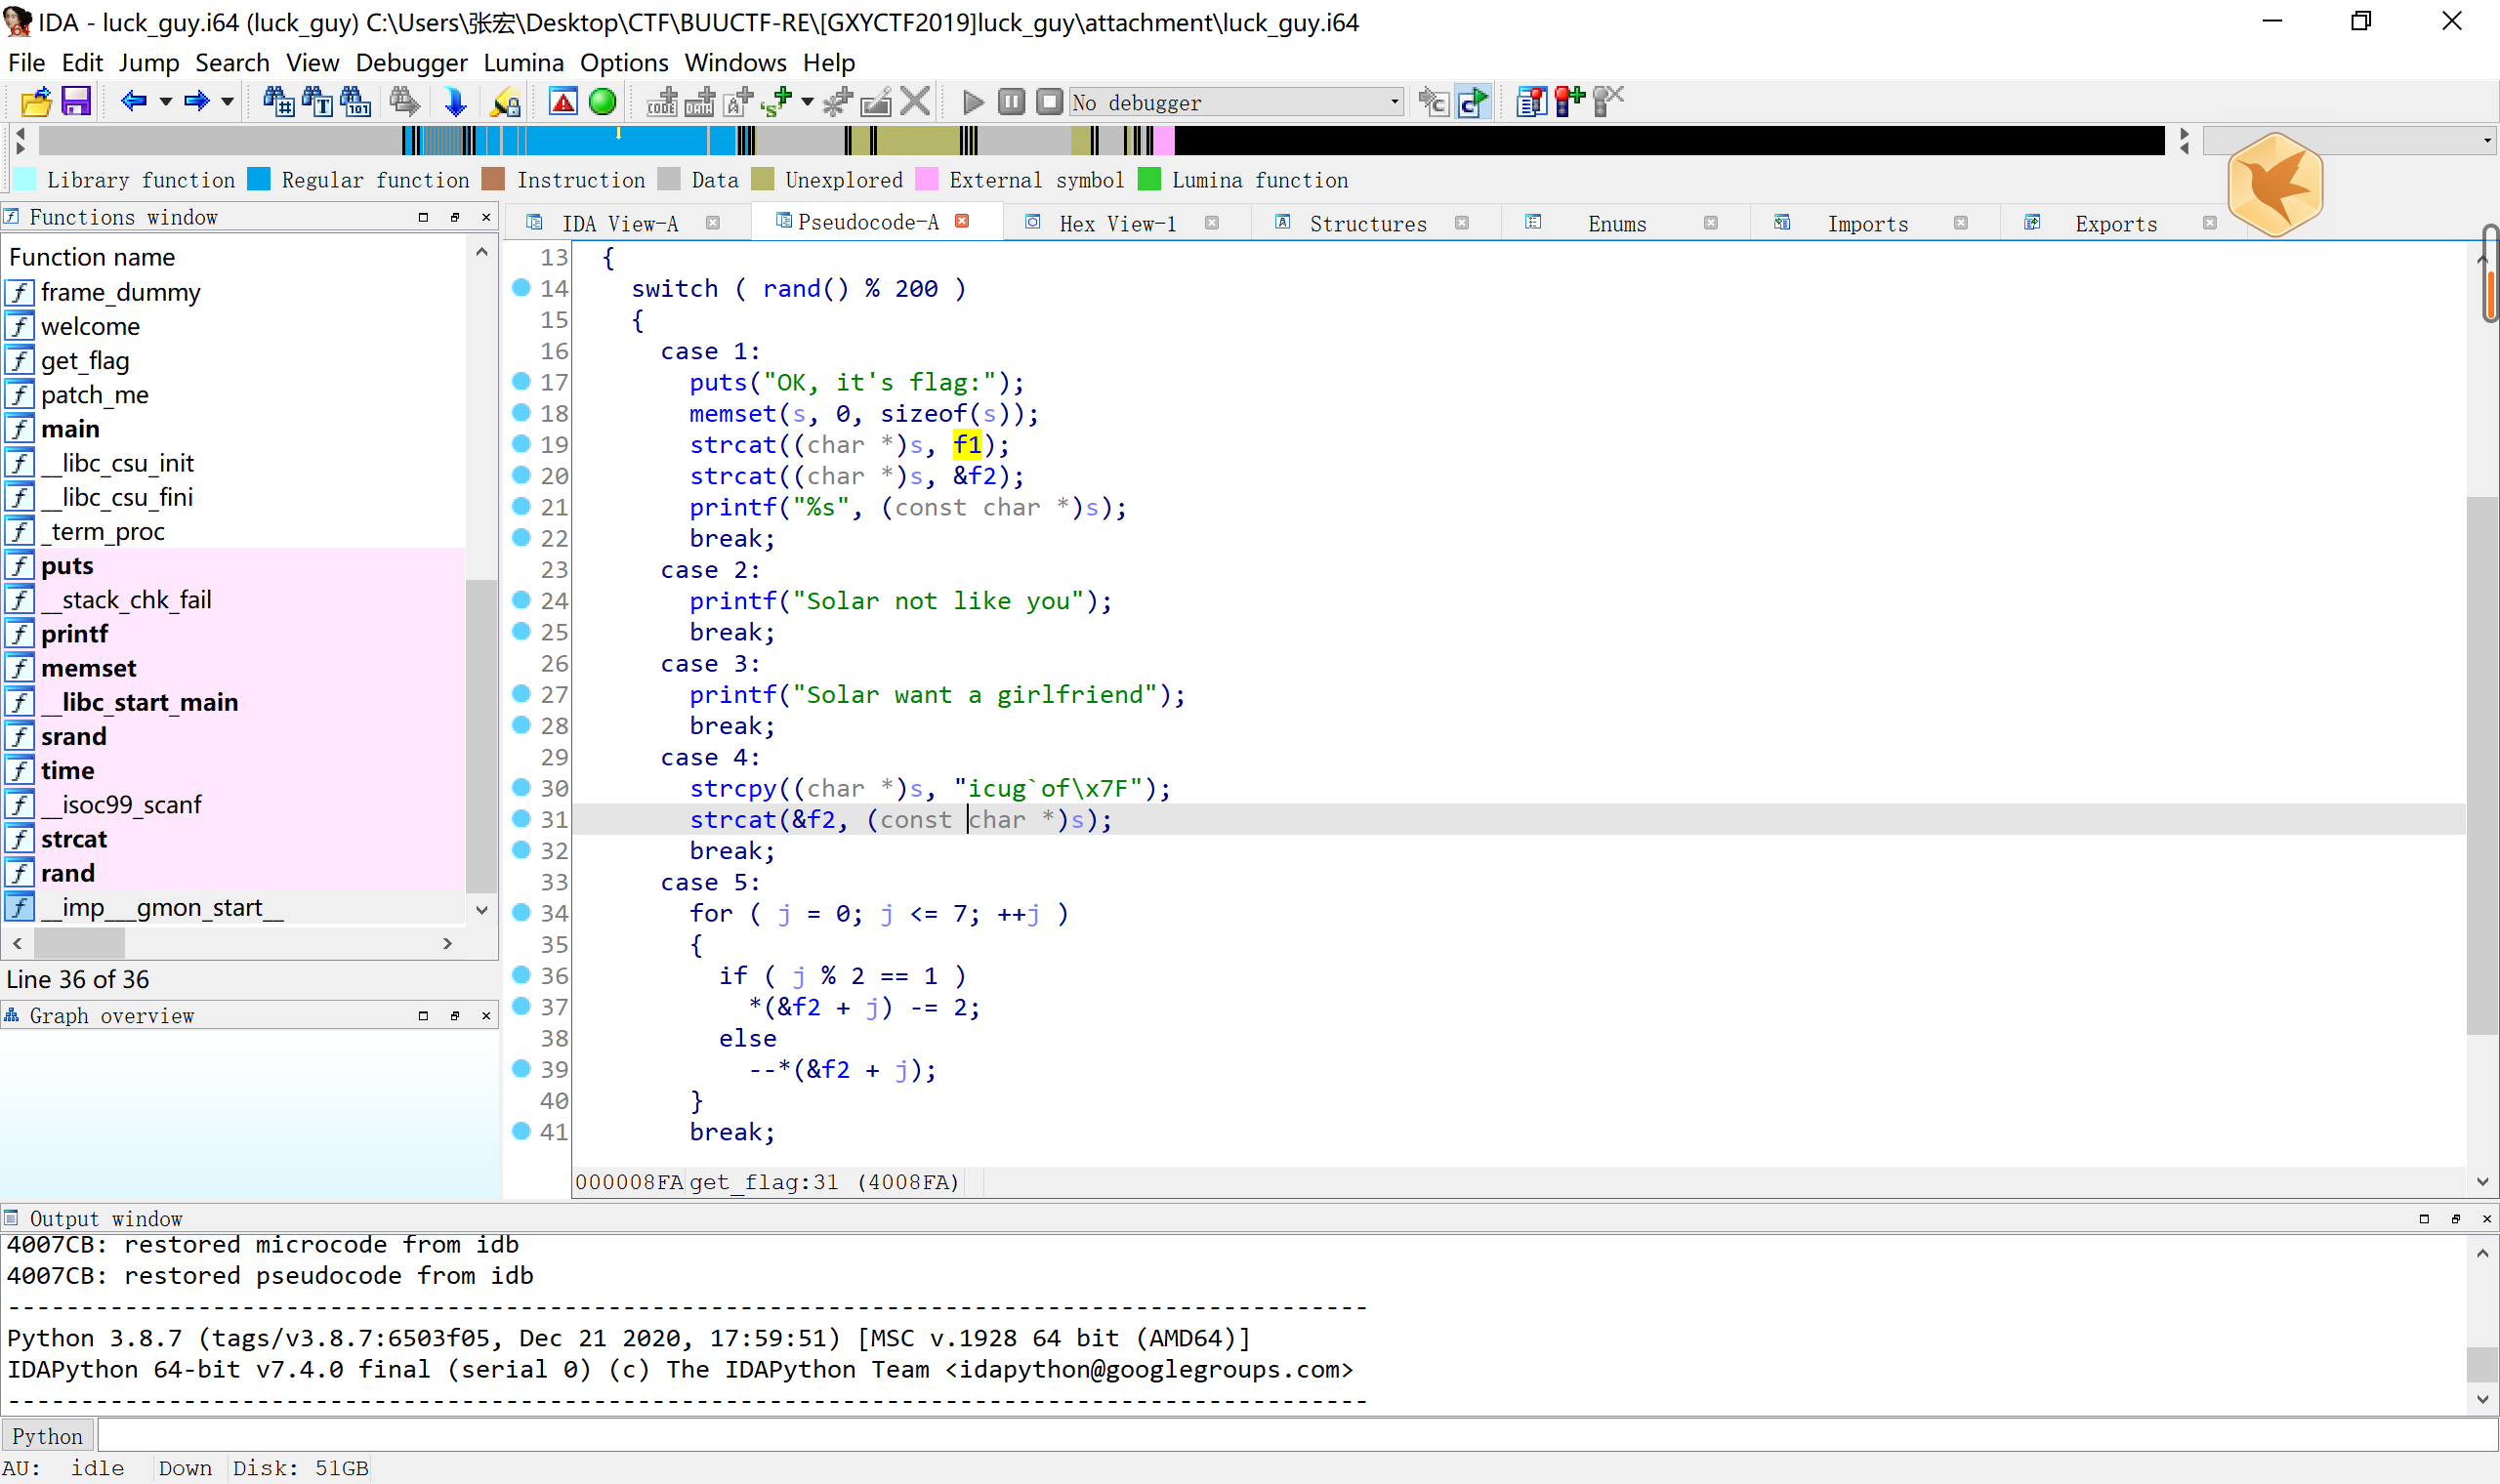 IDA - luck_guy.i64 (luck_guy) C:\Users\张宏\Desktop\CTF\BUUCTF-RE\[GXYCTF2019]luck_guy\attachment\luck_guy.i64
File Edit Jump Search View Debugger Lumina Options Windows Help
No debugger
Library function Regular function Instruction Data Unexplored External symbol Lumina function
Functions window
Function name
frame_dummy
welcome
get_flag
patch_me
main
__libc_csu_init
__libc_csu_fini
_term_proc
puts
__stack_chk_fail
printf
memset
__libc_start_main
srand
time
__isoc99_scanf
strcat
rand
__imp___gmon_start__
Line 36 of 36
Graph overview
IDA View-A Pseudocode-A Hex View-1 Structures Enums Imports Exports
13 {
14 switch ( rand() % 200 )
15 {
16 case 1:
17 puts("OK, it's flag:");
18 memset(s, 0, sizeof(s));
19 strcat((char *)s, f1);
20 strcat((char *)s, &f2);
21 printf("%s", (const char *)s);
22 break;
23 case 2:
24 printf("Solar not like you");
25 break;
26 case 3:
27 printf("Solar want a girlfriend");
28 break;
29 case 4:
30 strcpy((char *)s, "icug`of\x7F");
31 strcat(&f2, (const char *)s);
32 break;
33 case 5:
34 for ( j = 0; j <= 7; ++j )
35 {
36 if ( j % 2 == 1 )
37 *(&f2 + j) -= 2;
38 else
39 --*(&f2 + j);
40 }
41 break;
000008FA get_flag:31 (4008FA)
Output window
4007CB: restored microcode from idb
4007CB: restored pseudocode from idb
---------------------------------------------------------------------------------------------
Python 3.8.7 (tags/v3.8.7:6503f05, Dec 21 2020, 17:59:51) [MSC v.1928 64 bit (AMD64)]
IDAPython 64-bit v7.4.0 final (serial 0) (c) The IDAPython Team <idapython@googlegroups.com>
---------------------------------------------------------------------------------------------
Python
AU: idle Down Disk: 51GB